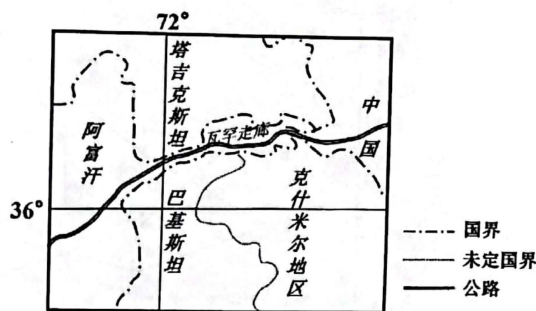 72°
塔吉克斯坦
中国
阿富汗
瓦罕走廊
36°
巴基斯坦
克什米尔地区
国界
未定国界
公路